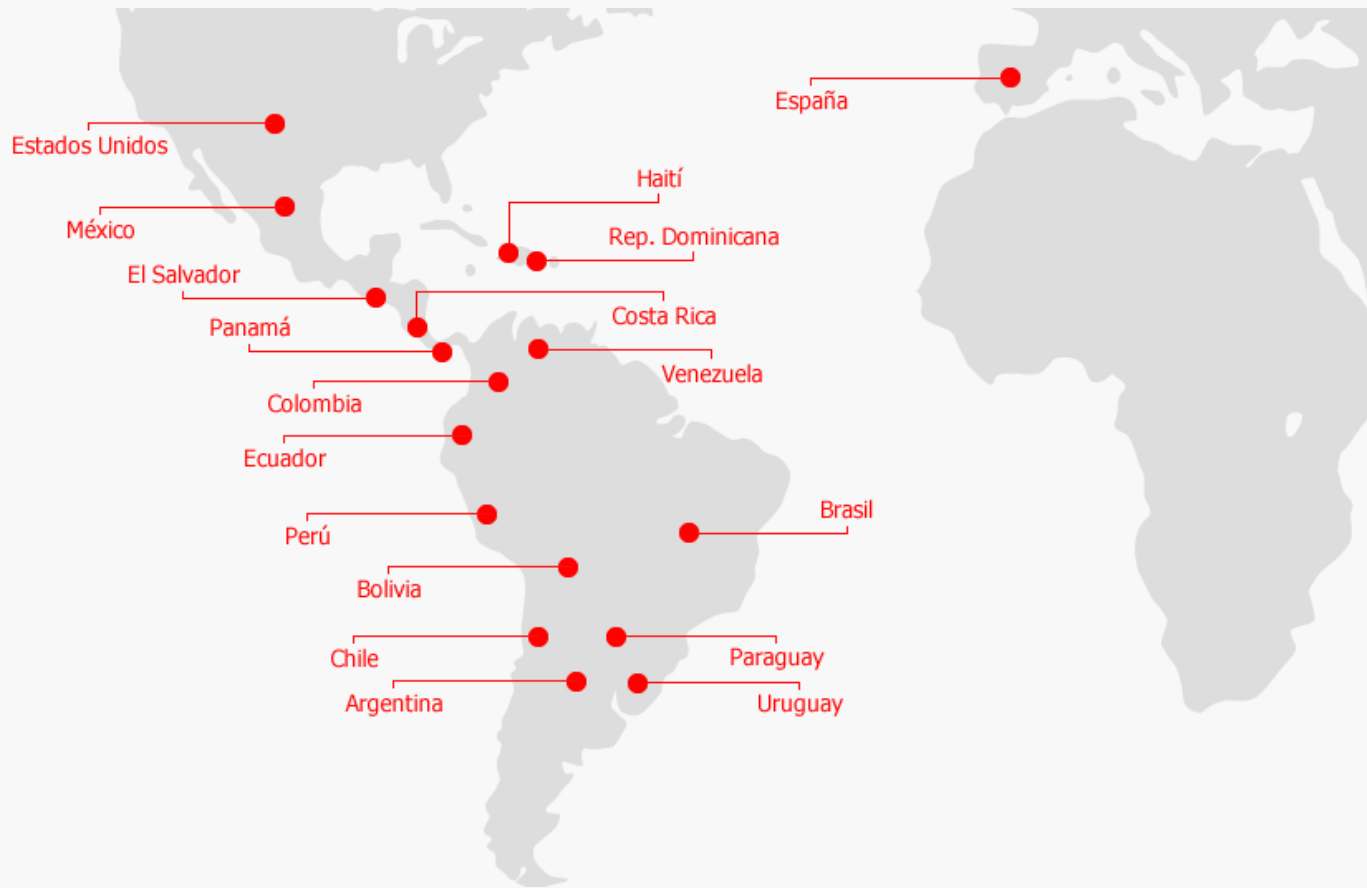 España
Estados Unidos
Haití
México
Rep. Dominicana
El Salvador
Costa Rica
Panamá
Venezuela
Colombia
Ecuador
Brasil
Perú
Bolivia
Chile
Paraguay
Argentina
Uruguay